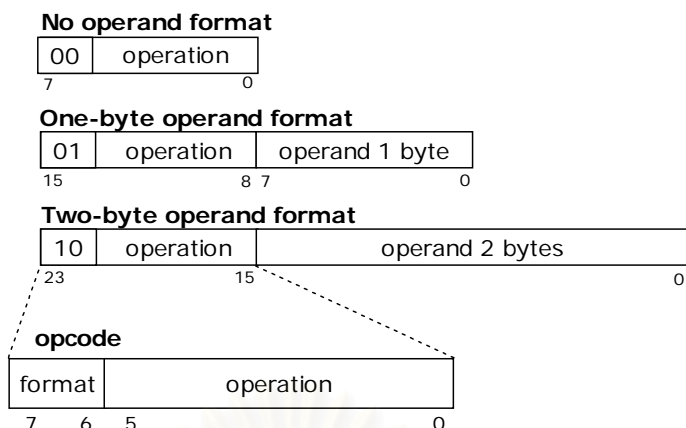 No operand format
00 operation
7 0
One-byte operand format
01 operation operand 1 byte
15 8 7 0
Two-byte operand format
10 operation operand 2 bytes
23 15 0
opcode
format operation
7 6 5 0